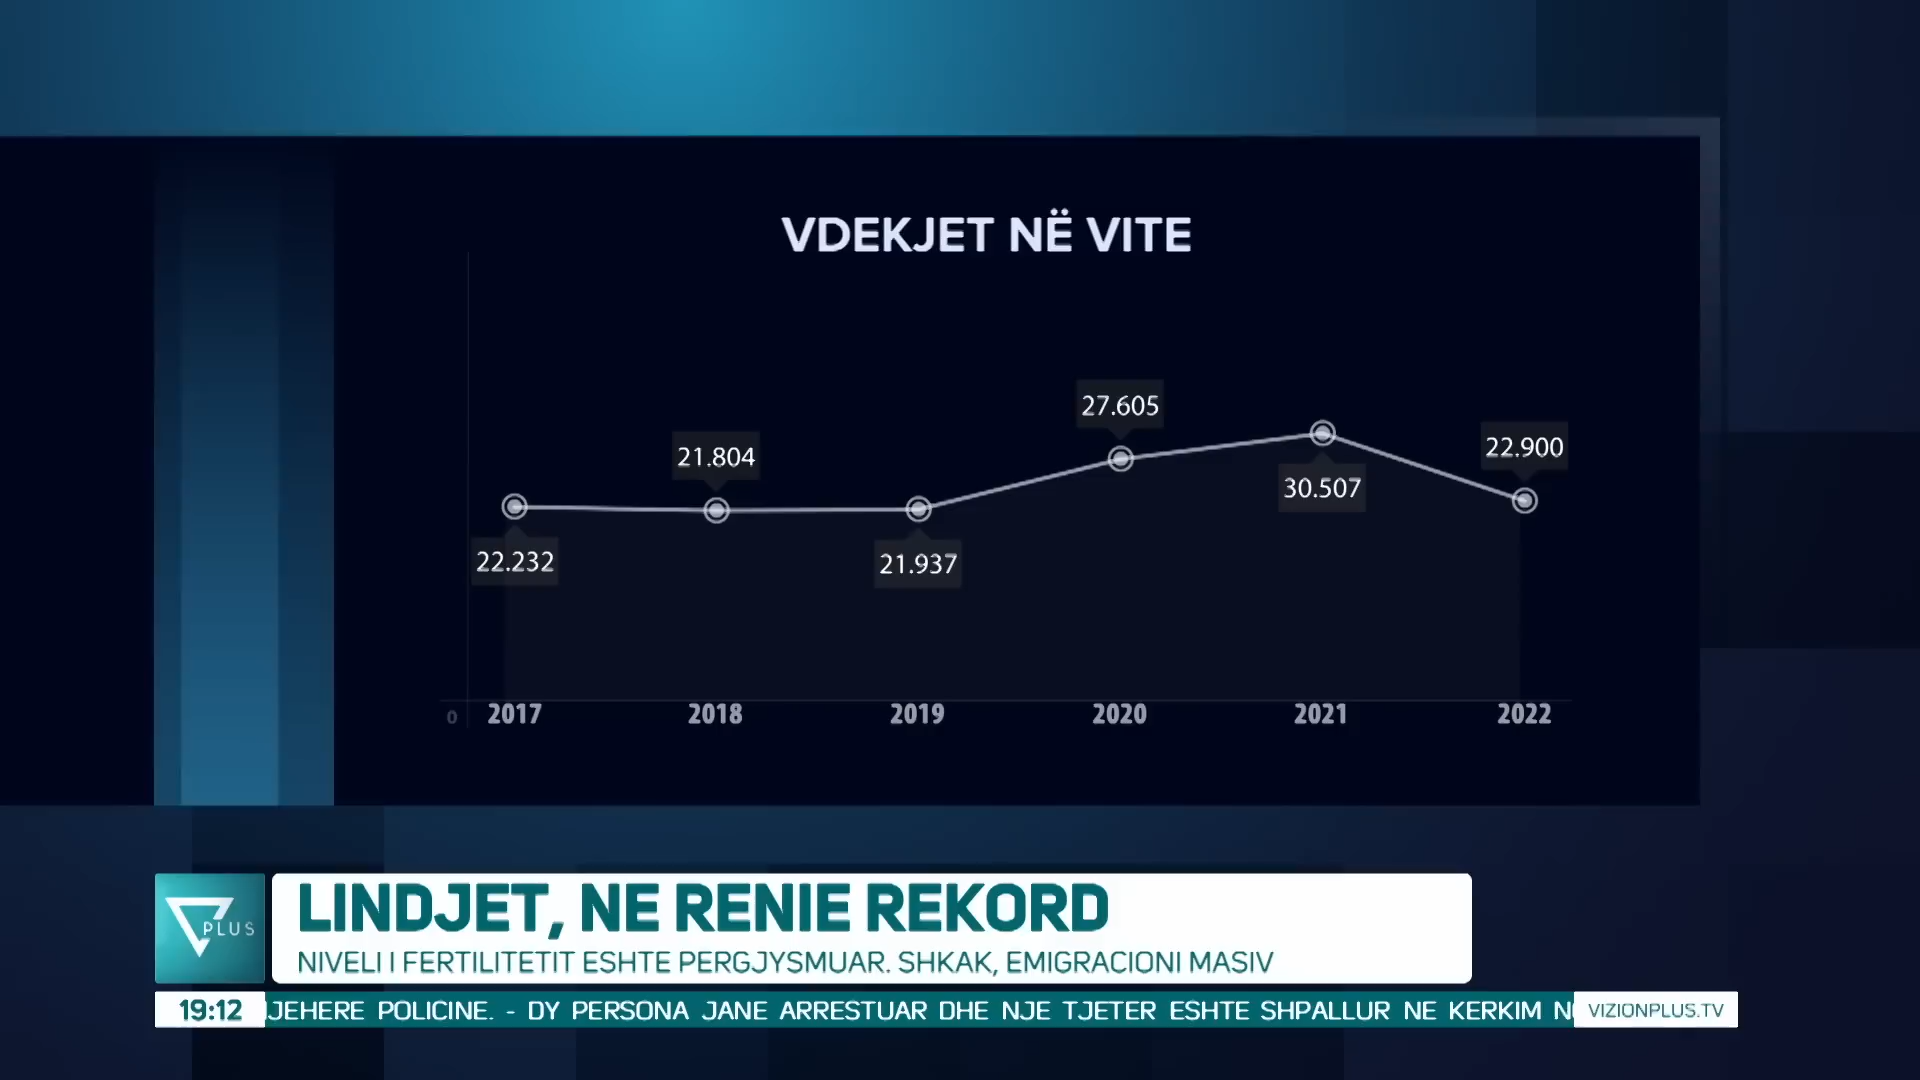 VDEKJET NË VITE
27.605
21.804
22.900
30.507
22.232
21.937
0 2017 2018 2019 2020 2021 2022
LINDJET, NE RENIE REKORD
PLUS
NIVELI I FERTILITETIT ESHTE PERGJYSMUAR. SHKAK, EMIGRACIONI MASIV
19:12 JEHERE POLICINE. - DY PERSONA JANE ARRESTUAR DHE NJE TJETER ESHTE SHPALLUR NE KERKIM VIZIONPLUS.TV